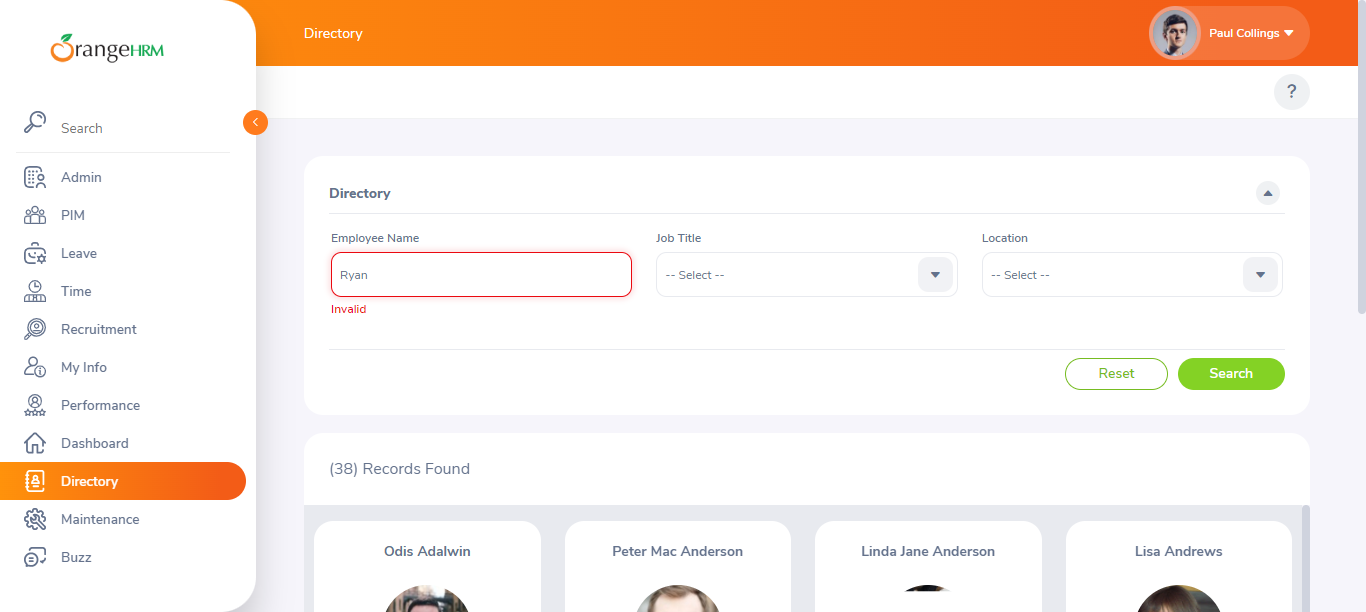 OrangeHRM
Search
Admin
PIM
Leave
Time
Recruitment
My Info
Performance
Dashboard
Directory
Maintenance
Buzz
Directory
Paul Collings
?
Directory
Employee Name
Job Title
Location
Ryan
-- Select --
-- Select --
Invalid
Reset
Search
(38) Records Found
Odis Adalwin
Peter Mac Anderson
Linda Jane Anderson
Lisa Andrews